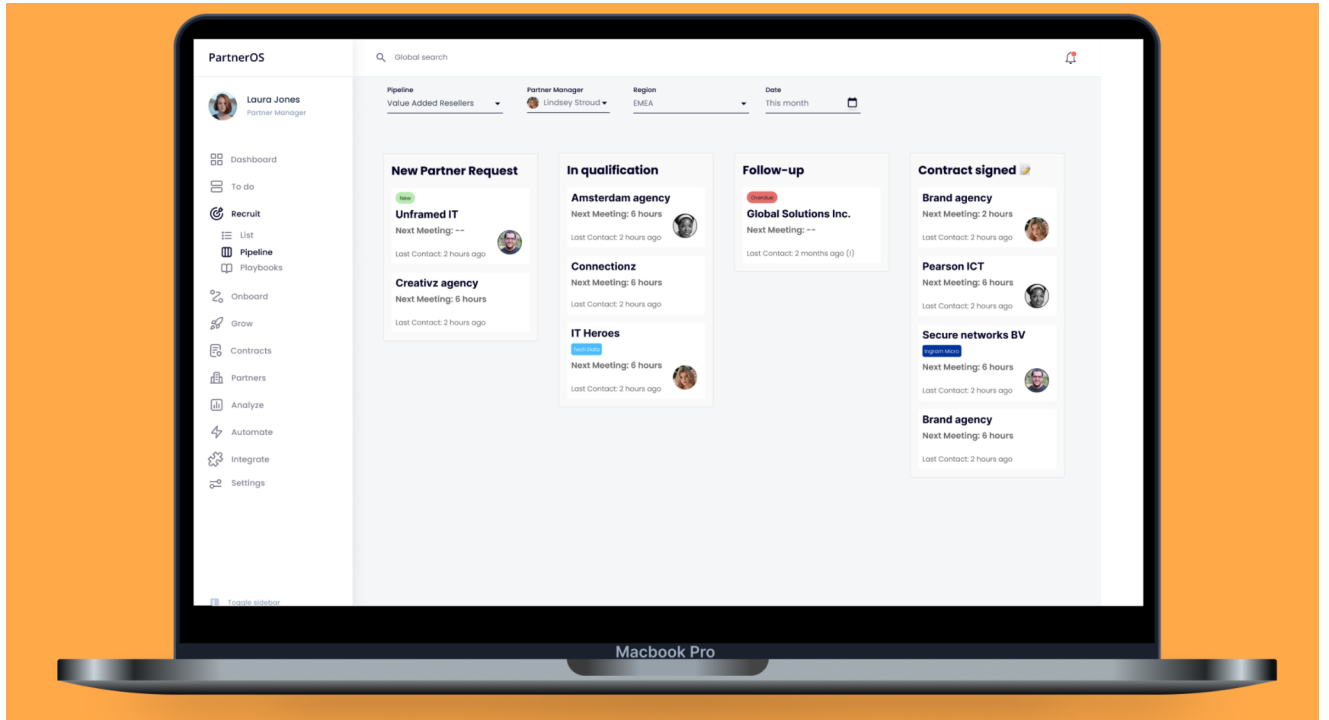 PartnerOS
Global search
Laura Jones
Partner Manager
Dashboard
To do
Recruit
List
Pipeline
Playbooks
Onboard
Grow
Contracts
Partners
Analyze
Automate
Integrate
Settings
Toggle sidebar
Pipeline
Value Added Resellers
Partner Manager
Lindsey Stroud
Region
EMEA
Date
This month
New Partner Request
New
Unframed IT
Next Meeting: --
Last Contact: 2 hours ago
Creativz agency
Next Meeting: 6 hours
Last Contact: 2 hours ago
In qualification
Amsterdam agency
Next Meeting: 6 hours
Last Contact: 2 hours ago
Connectionz
Next Meeting: 6 hours
Last Contact: 2 hours ago
IT Heroes
Tech Data
Next Meeting: 6 hours
Last Contact: 2 hours ago
Follow-up
Overdue
Global Solutions Inc.
Next Meeting: --
Last Contact: 2 months ago (!)
Contract signed 📝
Brand agency
Next Meeting: 2 hours
Last Contact: 2 hours ago
Pearson ICT
Next Meeting: 6 hours
Last Contact: 2 hours ago
Secure networks BV
Ingram Micro
Next Meeting: 6 hours
Last Contact: 2 hours ago
Brand agency
Next Meeting: 6 hours
Last Contact: 2 hours ago
Macbook Pro